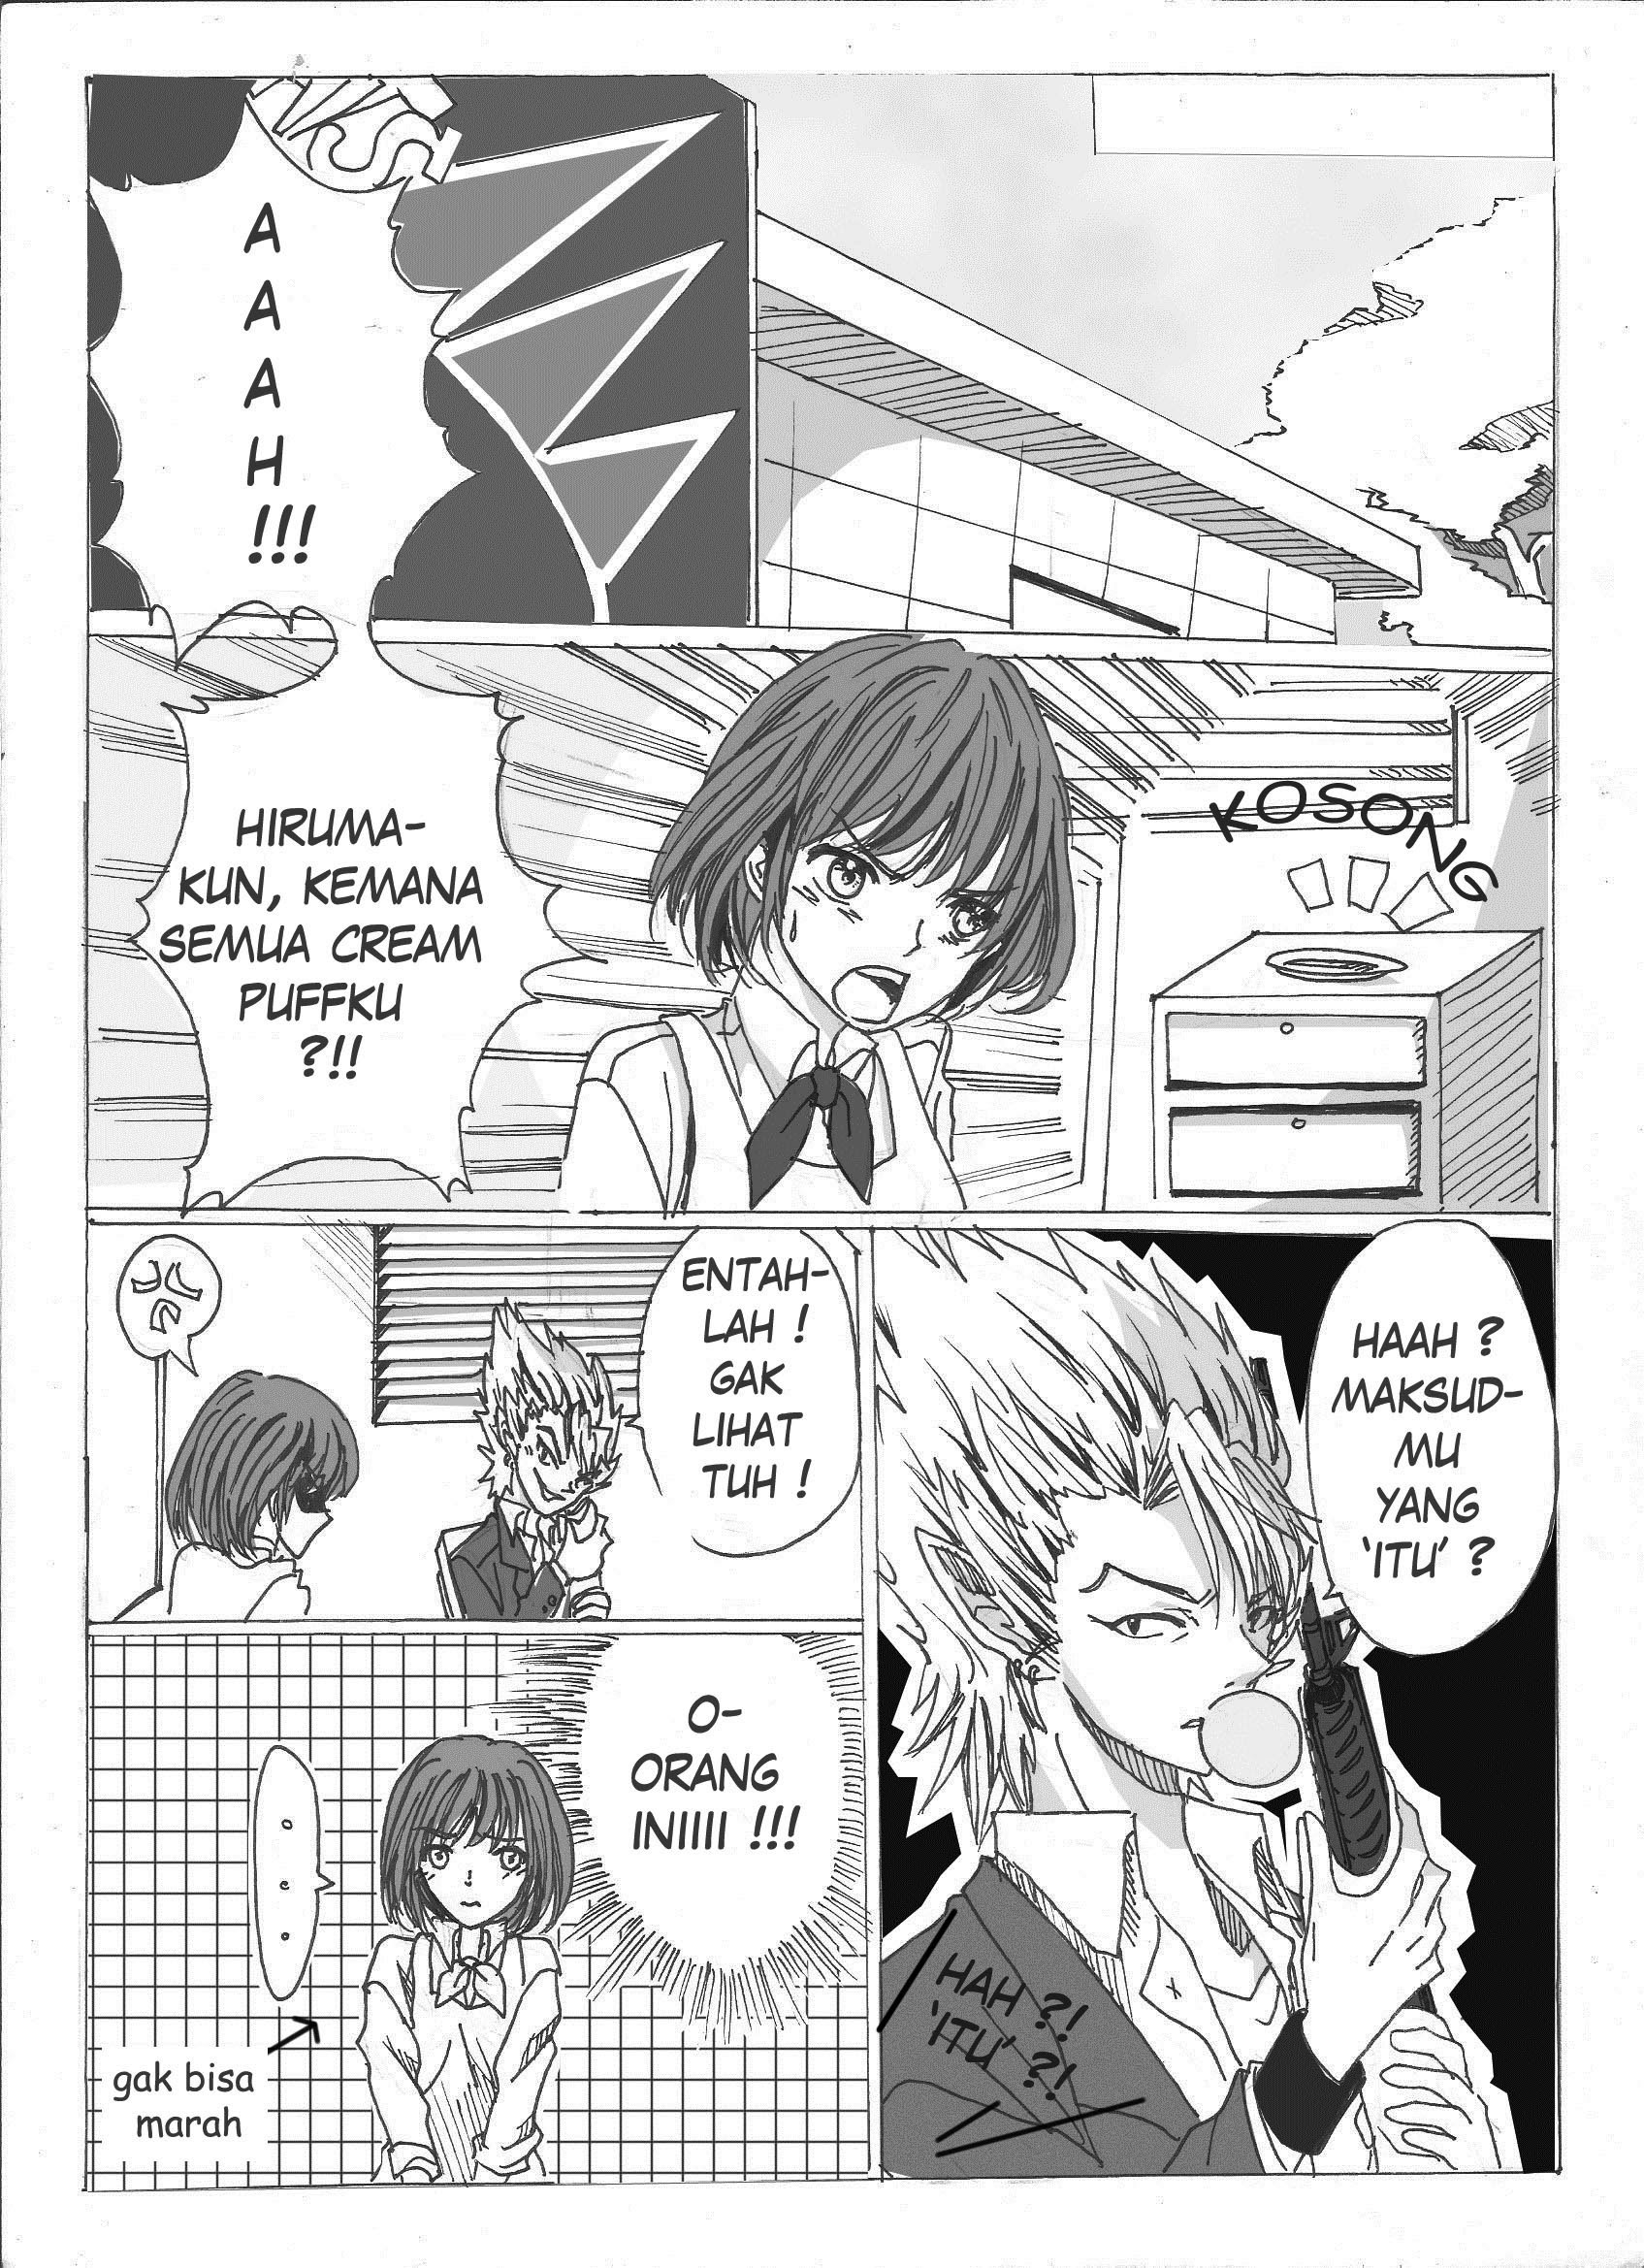 A
A
A
H
!!!
HIRUMA-
KUN, KEMANA
SEMUA CREAM
PUFFKU
?!!
KOSONG
HAAH ?
MAKSUD-
MU
YANG
'ITU' ?
HAH ?!
'ITU' ?!
ENTAH-
LAH !
GAK
LIHAT
TUH !
O-
ORANG
INIIII !!!
. . .
gak bisa
marah